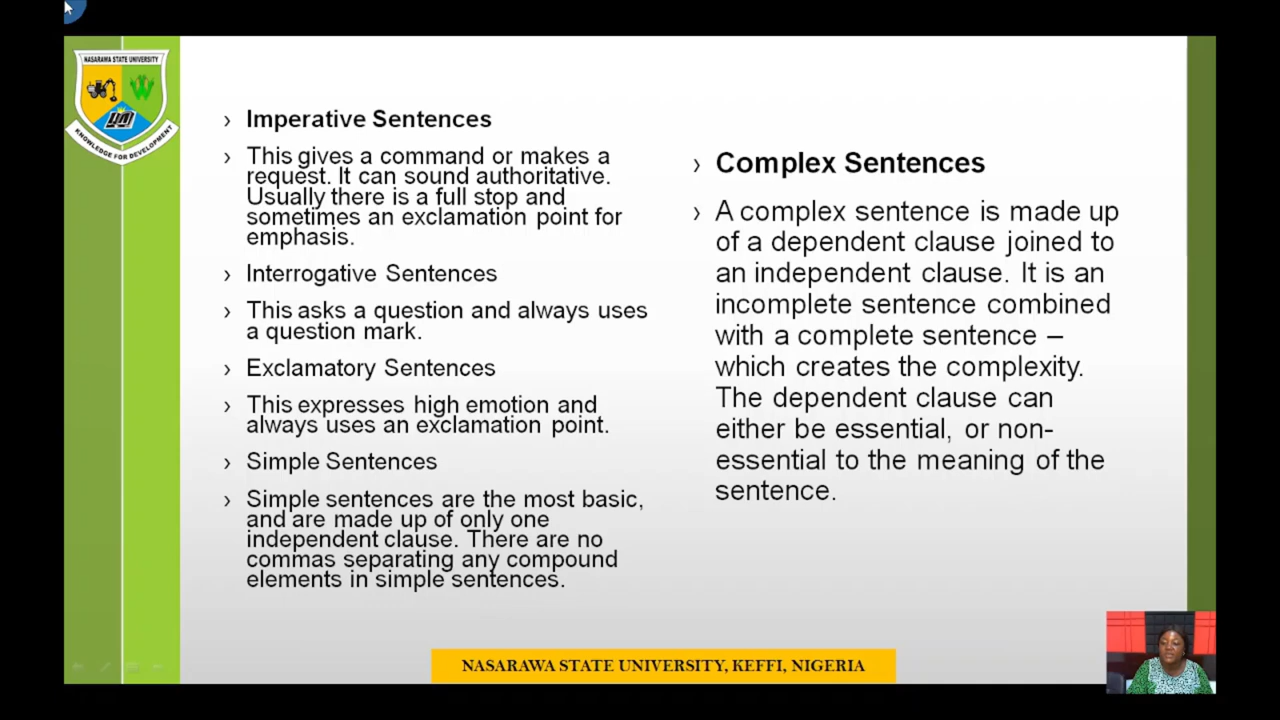 NASARAWA STATE UNIVERSITY
KNOWLEDGE FOR DEVELOPMENT
› Imperative Sentences
› This gives a command or makes a
request. It can sound authoritative.
Usually there is a full stop and
sometimes an exclamation point for
emphasis.
› Interrogative Sentences
› This asks a question and always uses
a question mark.
› Exclamatory Sentences
› This expresses high emotion and
always uses an exclamation point.
› Simple Sentences
› Simple sentences are the most basic,
and are made up of only one
independent clause. There are no
commas separating any compound
elements in simple sentences.
› Complex Sentences
› A complex sentence is made up
of a dependent clause joined to
an independent clause. It is an
incomplete sentence combined
with a complete sentence –
which creates the complexity.
The dependent clause can
either be essential, or non-
essential to the meaning of the
sentence.
NASARAWA STATE UNIVERSITY, KEFFI, NIGERIA